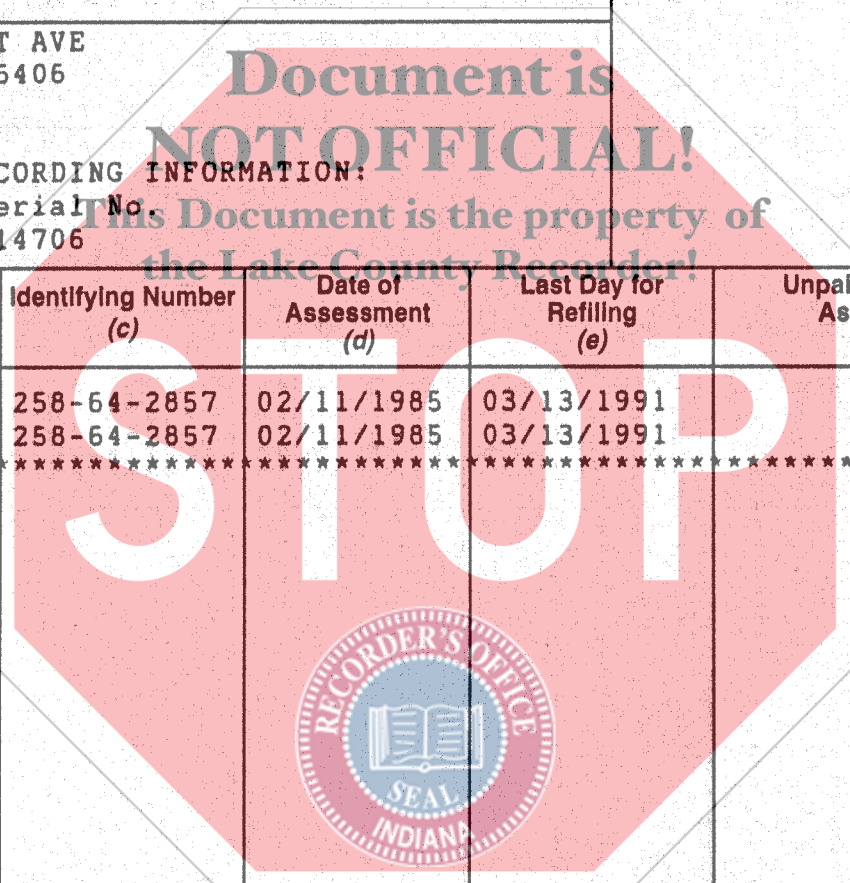 T AVE
6406
Document is
NOT OFFICIAL!
CORDING INFORMATION:
erial No.
This Document is the property of
14706
the Lake County Recorder!
Identifying Number (c) Date of Assessment (d) Last Day for Refiling (e) Unpai As
258-64-2857 02/11/1985 03/13/1991
258-64-2857 02/11/1985 03/13/1991
STOP
RECORDER'S OFFICE
SEAL
INDIANA